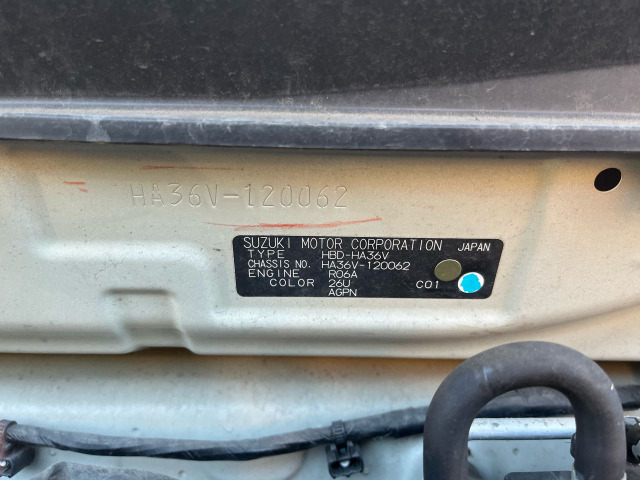 HA36V-120062
SUZUKI MOTOR CORPORATION JAPAN
TYPE HBD-HA36V
CHASSIS NO. HA36V-120062
ENGINE R06A
COLOR 26U C01
AGPN